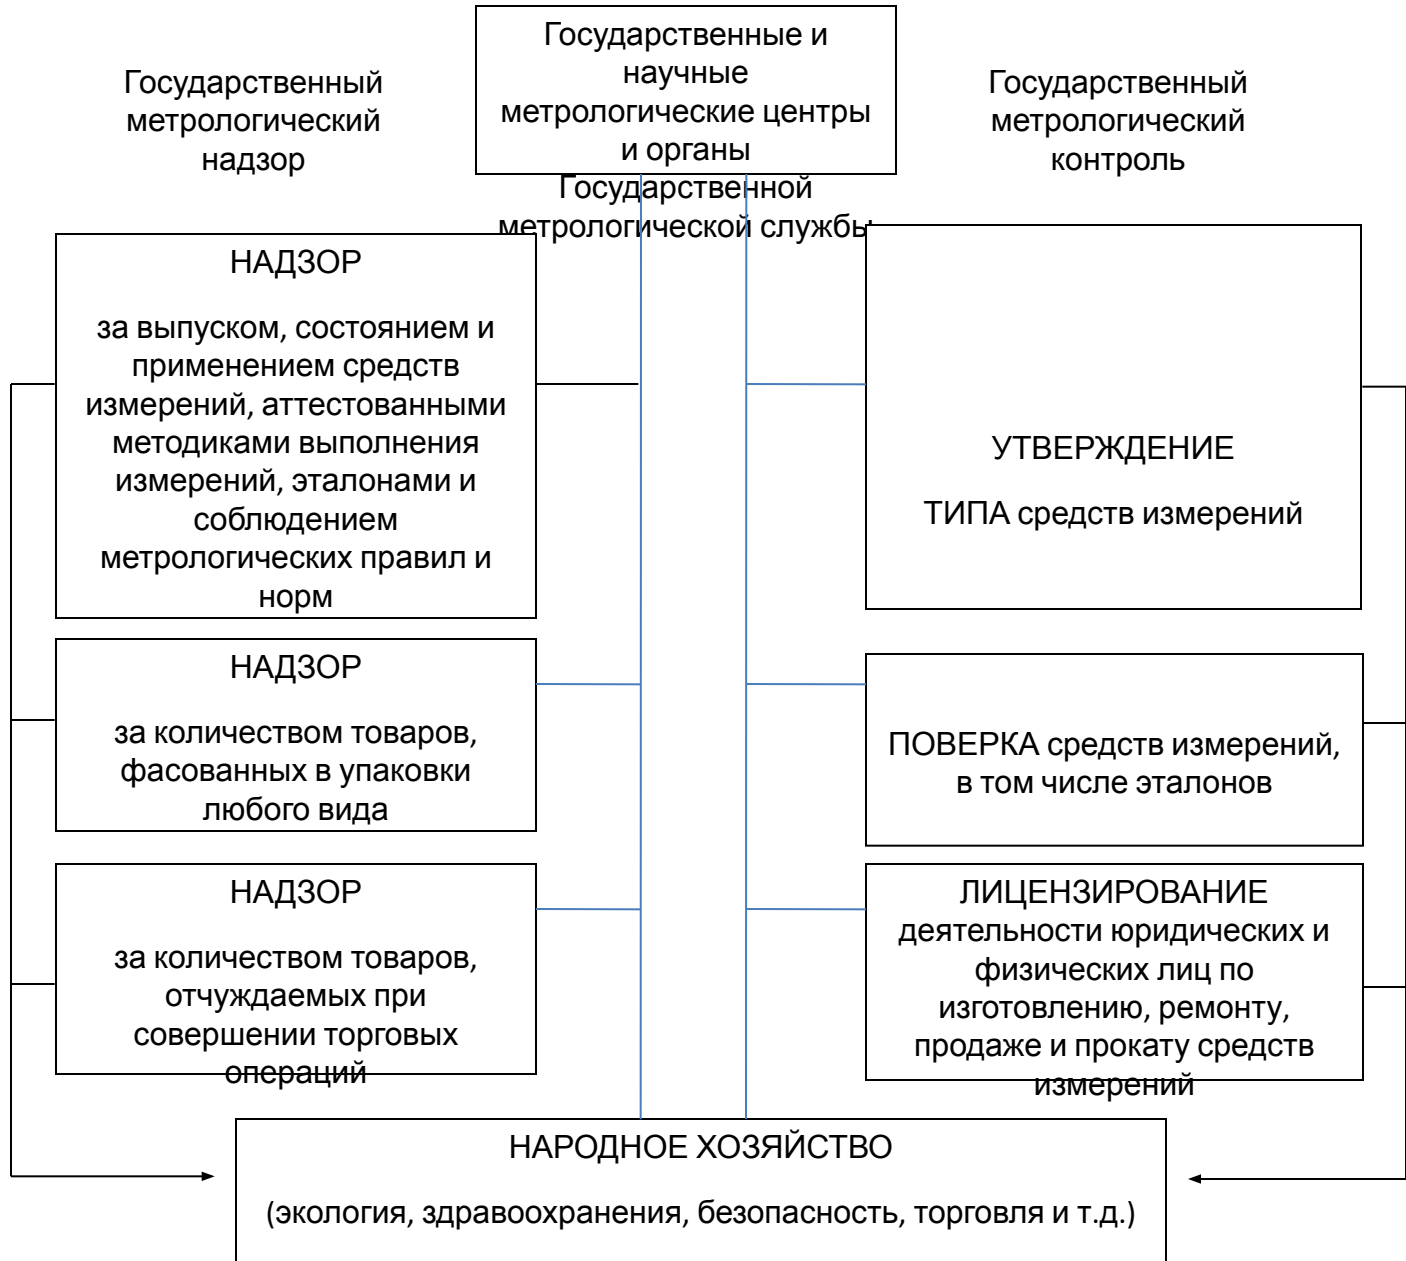 Государственные и
научные
метрологические центры
и органы
Государственной
метрологической службы
Государственный
метрологический
надзор
Государственный
метрологический
контроль
НАДЗОР
за выпуском, состоянием и
применением средств
измерений, аттестованными
методиками выполнения
измерений, эталонами и
соблюдением
метрологических правил и
норм
УТВЕРЖДЕНИЕ
ТИПА средств измерений
НАДЗОР
за количеством товаров,
фасованных в упаковки
любого вида
ПОВЕРКА средств измерений,
в том числе эталонов
НАДЗОР
за количеством товаров,
отчуждаемых при
совершении торговых
операций
ЛИЦЕНЗИРОВАНИЕ
деятельности юридических и
физических лиц по
изготовлению, ремонту,
продаже и прокату средств
измерений
НАРОДНОЕ ХОЗЯЙСТВО
(экология, здравоохранения, безопасность, торговля и т.д.)